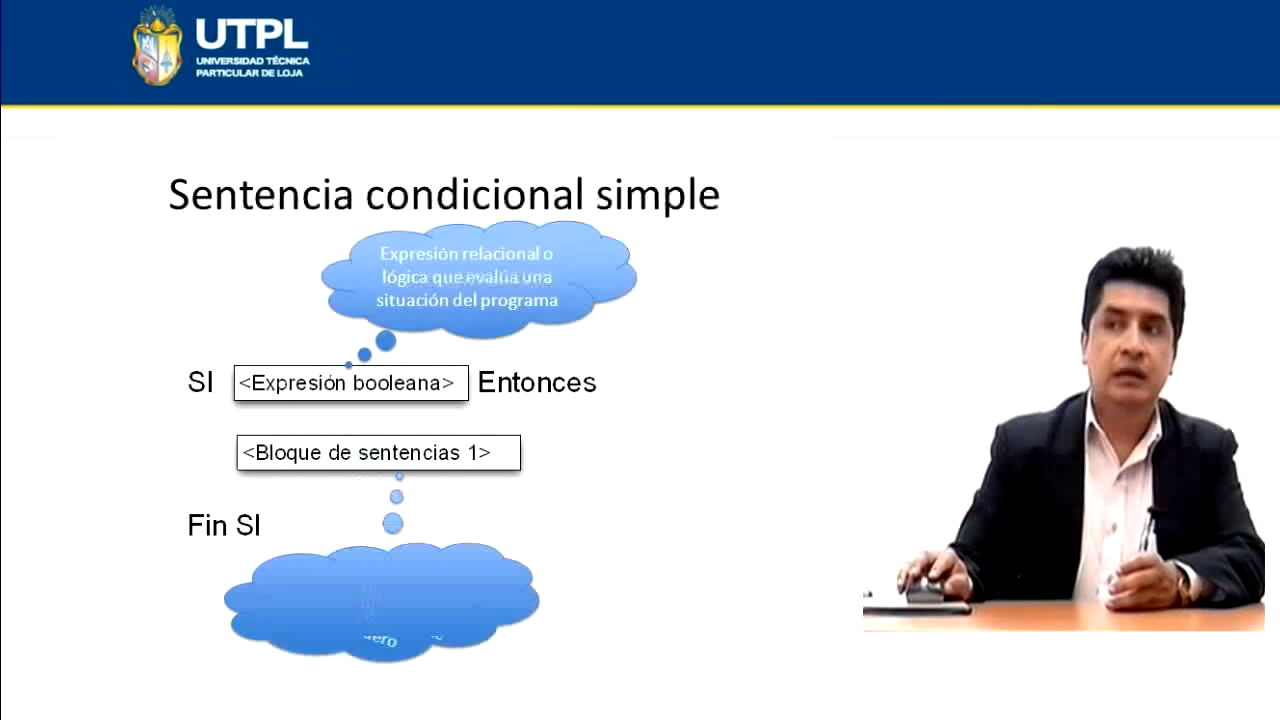 UTPL
UNIVERSIDAD TÉCNICA
PARTICULAR DE LOJA
Sentencia condicional simple
Expresión relacional o
lógica que evalúa una
situación del programa
SI <Expresión booleana> Entonces
<Bloque de sentencias 1>
Fin SI